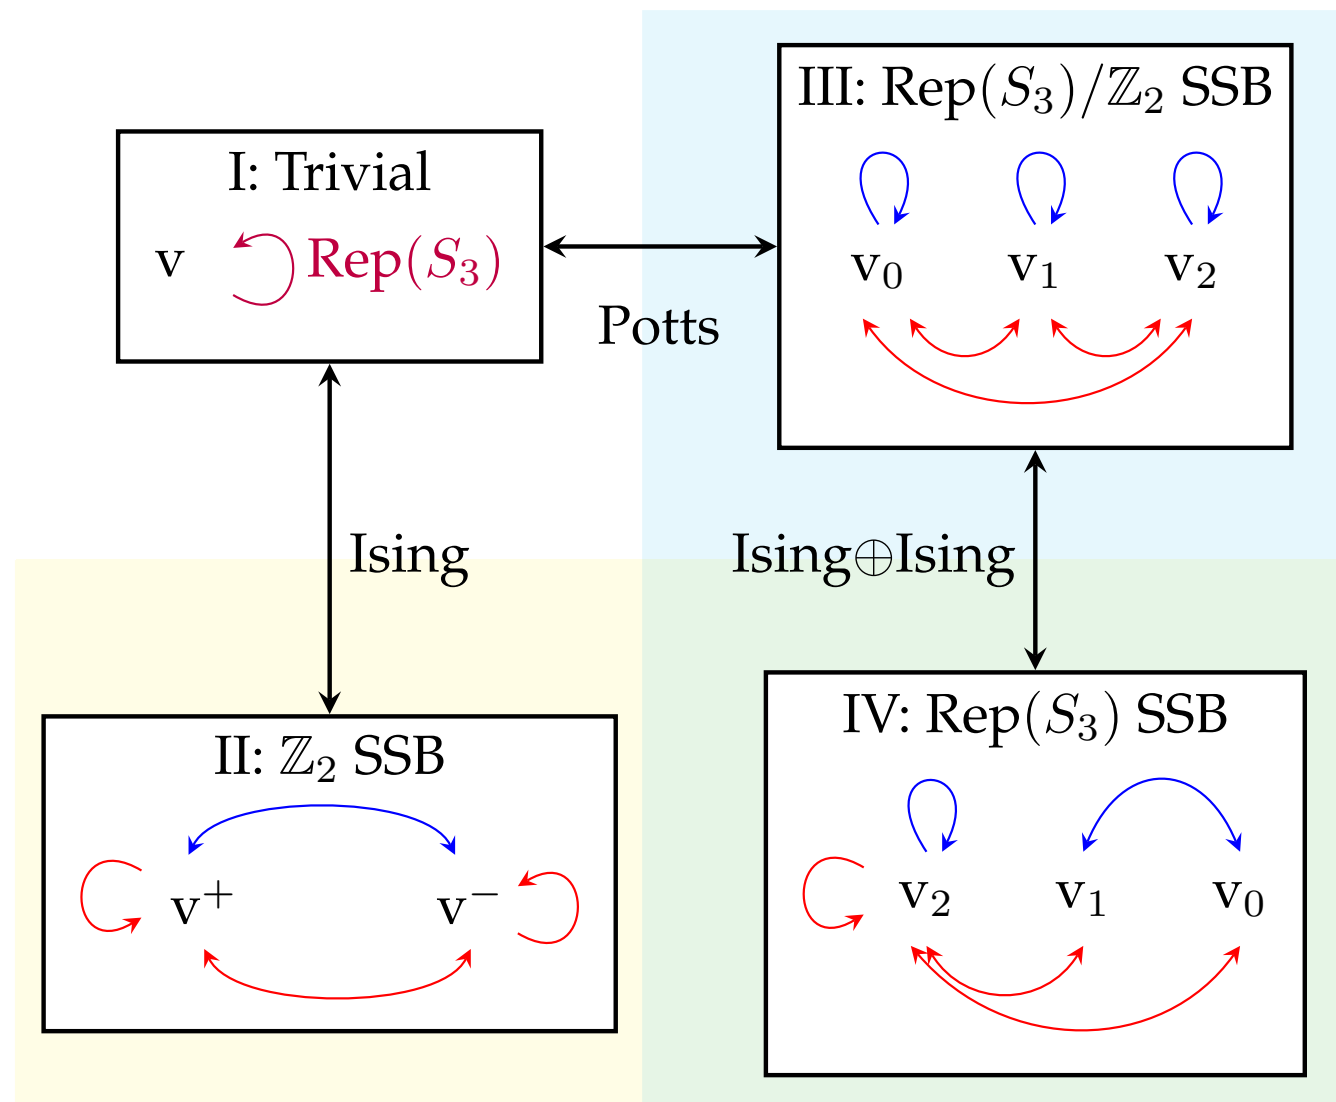 I: Trivial
v Rep(S₃)
III: Rep(S₃)/ℤ₂ SSB
v₀ v₁ v₂
Potts
Ising
Ising⊕Ising
II: ℤ₂ SSB
v⁺ v⁻
IV: Rep(S₃) SSB
v₂ v₁ v₀